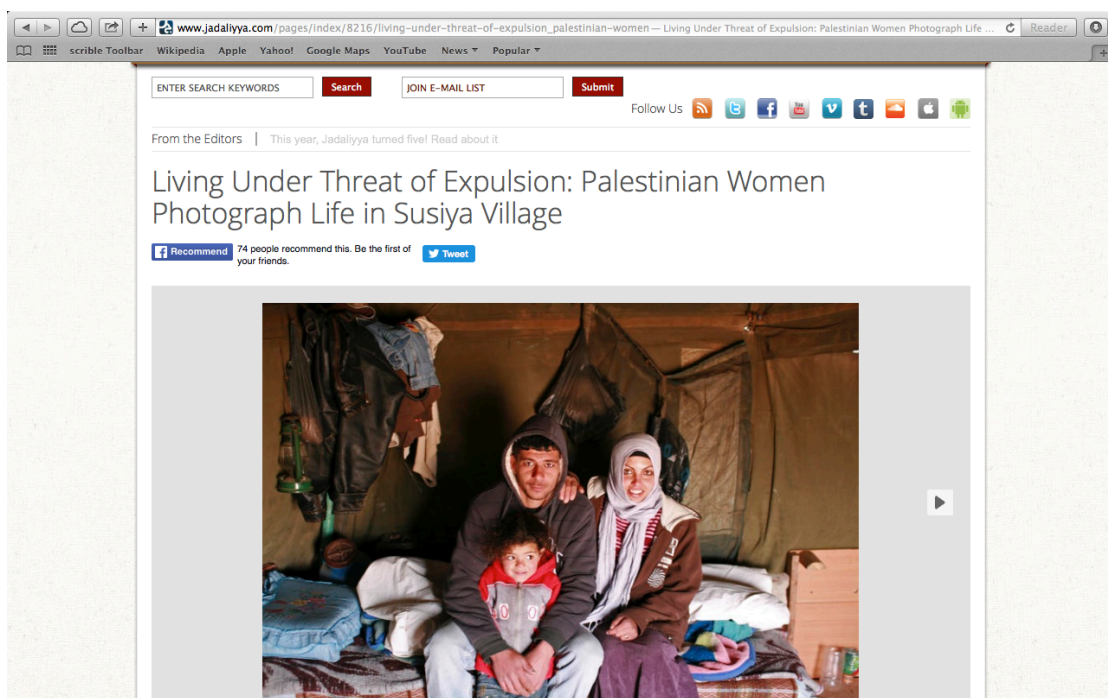 www.jadaliyya.com/pages/index/8216/living-under-threat-of-expulsion_palestinian-women — Living Under Threat of Expulsion: Palestinian Women Photograph Life ...
Reader
scrible Toolbar Wikipedia Apple Yahoo! Google Maps YouTube News Popular
ENTER SEARCH KEYWORDS Search JOIN E-MAIL LIST Submit
Follow Us
From the Editors | This year, Jadaliyya turned five! Read about it
Living Under Threat of Expulsion: Palestinian Women
Photograph Life in Susiya Village
Recommend 74 people recommend this. Be the first of
your friends.
Tweet